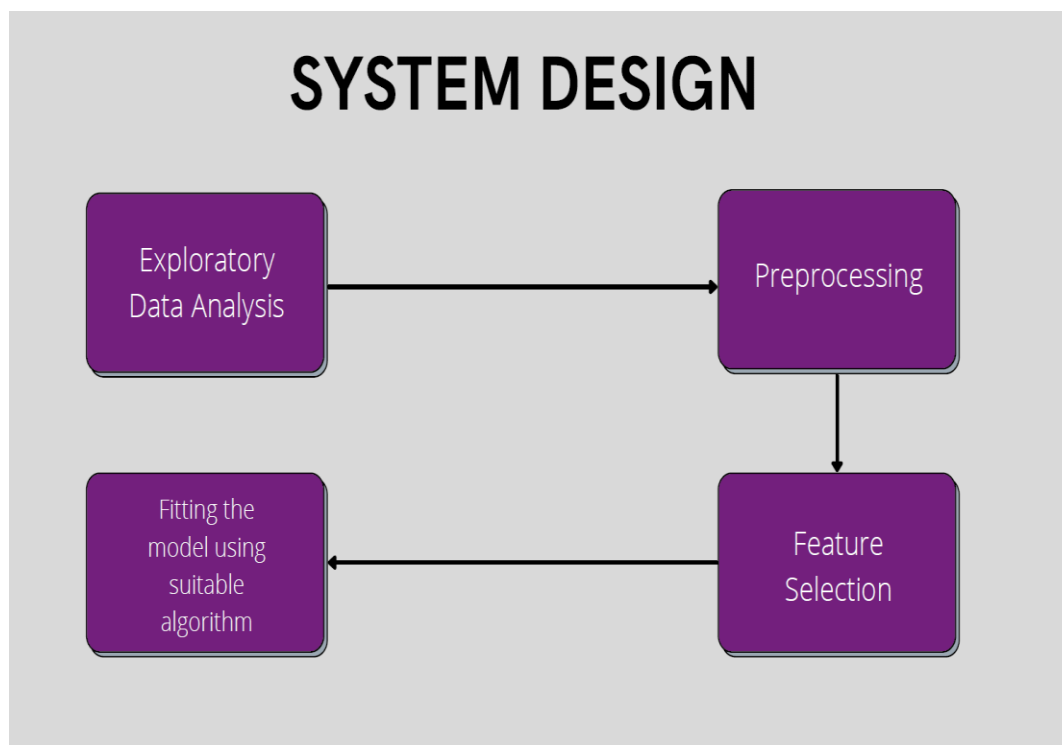 SYSTEM DESIGN
Exploratory
Data Analysis
Preprocessing
Feature
Selection
Fitting the
model using
suitable
algorithm